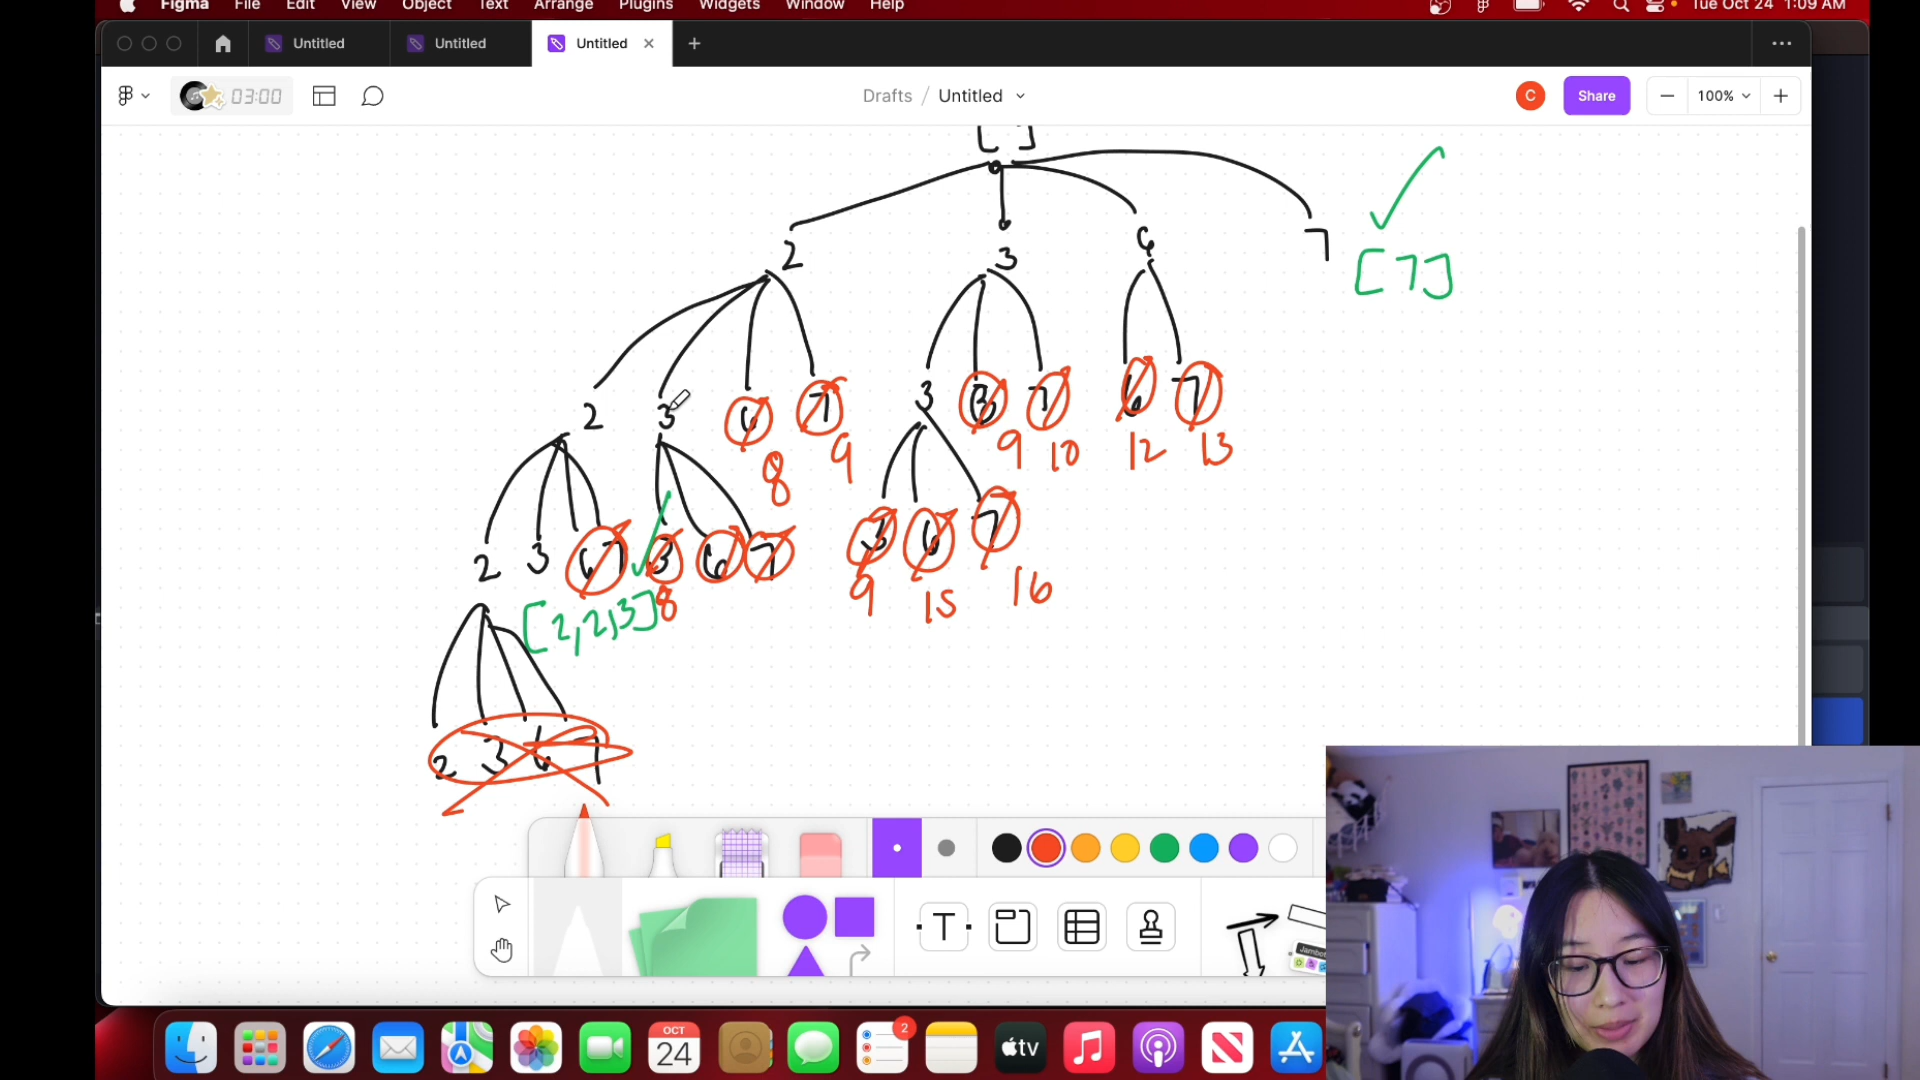 Figma File Edit View Object Text Arrange Plugins Widgets Window Help Tue Oct 24 1:09 AM
Untitled Untitled Untitled
03:00 Drafts / Untitled C Share 100%
[ ]
2 3 6 7 [7]
2 3 6 7 3 7 6 7
8 9 9 10 12 13
2 3 6 7 3 6 7 3 6 7
[2,2,3] 8 9 15 16
2 3 6 7
T
Jambot
OCT
24
2
tv